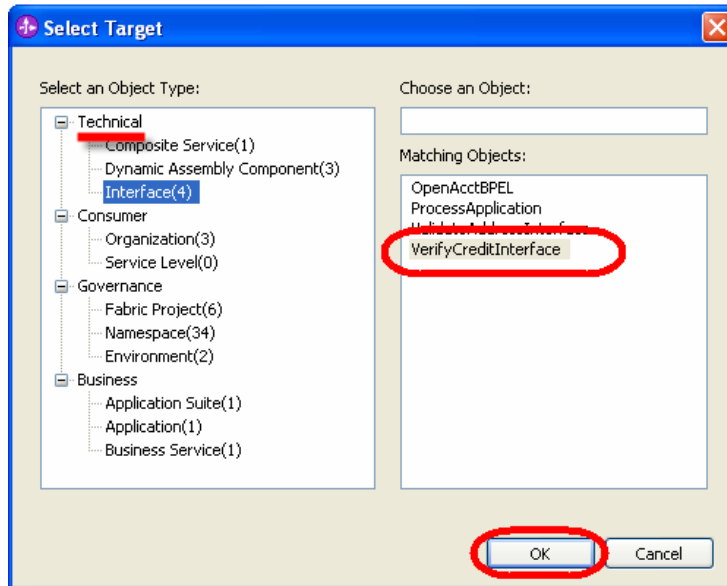 Select Target
Select an Object Type:
Technical
Composite Service(1)
Dynamic Assembly Component(3)
Interface(4)
Consumer
Organization(3)
Service Level(0)
Governance
Fabric Project(6)
Namespace(34)
Environment(2)
Business
Application Suite(1)
Application(1)
Business Service(1)
Choose an Object:
Matching Objects:
OpenAcctBPEL
ProcessApplication
ValidateAddressInterface
VerifyCreditInterface
OK
Cancel